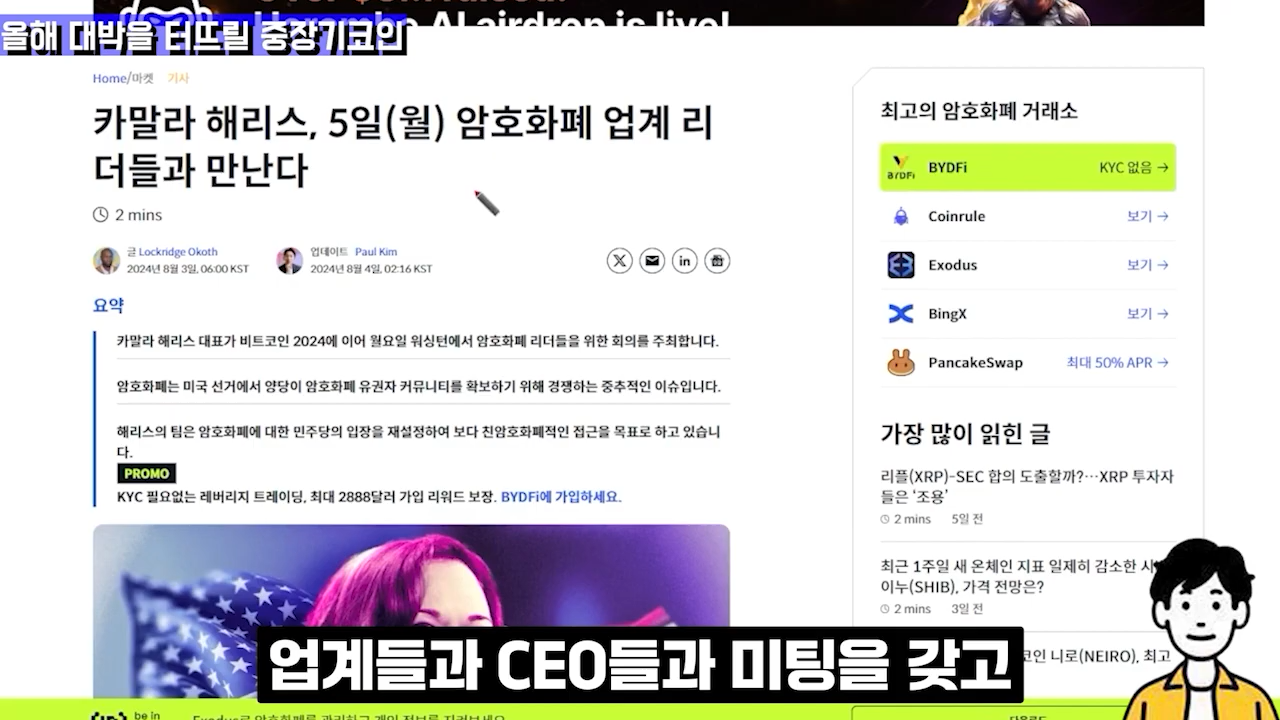 올해 대박을 터뜨릴 중장기코인
Harambe AI airdrop is live!
Home/마켓 기사
카말라 해리스, 5일(월) 암호화폐 업계 리
더들과 만난다
2 mins
글 Lockridge Okoth
2024년 8월 3일, 06:00 KST
업데이트 Paul Kim
2024년 8월 4일, 02:16 KST
요약
카말라 해리스 대표가 비트코인 2024에 이어 월요일 워싱턴에서 암호화폐 리더들을 위한 회의를 주최합니다.
암호화폐는 미국 선거에서 양당이 암호화폐 유권자 커뮤니티를 확보하기 위해 경쟁하는 중추적인 이슈입니다.
해리스의 팀은 암호화폐에 대한 민주당의 입장을 재설정하여 보다 친암호화폐적인 접근을 목표로 하고 있습니
다.
PROMO
KYC 필요없는 레버리지 트레이딩, 최대 2888달러 가입 리워드 보장. BYDFi에 가입하세요.
최고의 암호화폐 거래소
BYDFi
BYDFi KYC 없음 →
Coinrule 보기 →
Exodus 보기 →
BingX 보기 →
PancakeSwap 최대 50% APR →
가장 많이 읽힌 글
리플(XRP)-SEC 합의 도출할까?…XRP 투자자
들은 ‘조용’
2 mins 5일 전
최근 1주일 새 온체인 지표 일제히 감소한 시
이누(SHIB), 가격 전망은?
2 mins 3일 전
코인 니로(NEIRO), 최고
업계들과 CEO들과 미팅을 갖고
be in